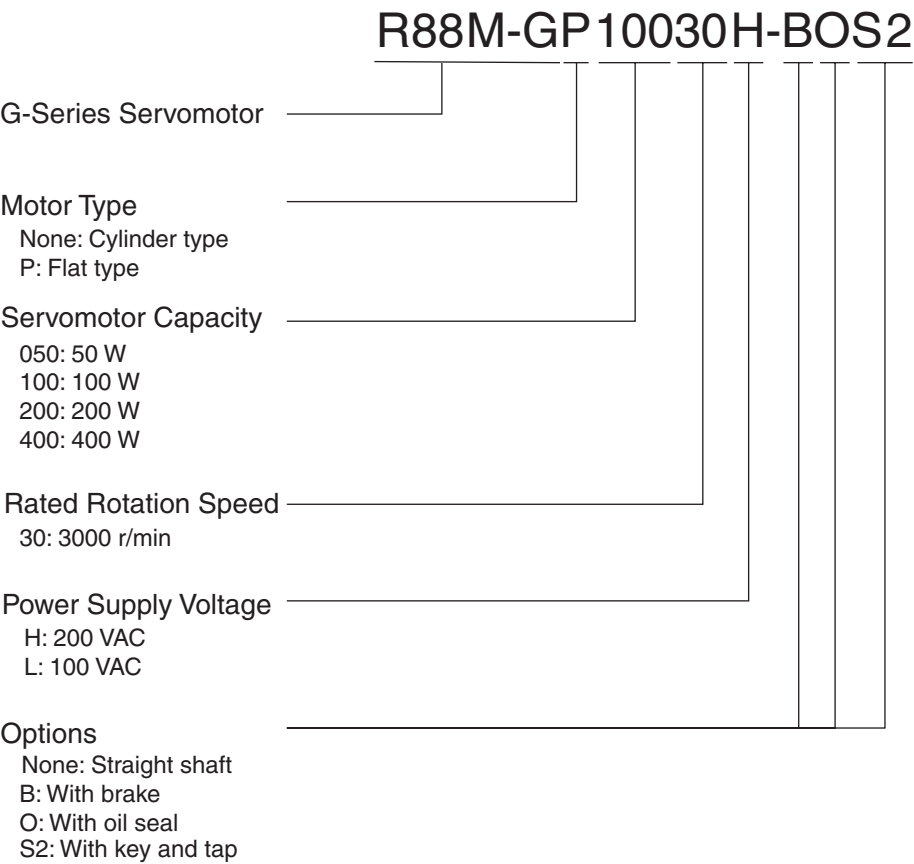 R88M-GP10030H-BOS2
G-Series Servomotor
Motor Type
None: Cylinder type
P: Flat type
Servomotor Capacity
050: 50 W
100: 100 W
200: 200 W
400: 400 W
Rated Rotation Speed
30: 3000 r/min
Power Supply Voltage
H: 200 VAC
L: 100 VAC
Options
None: Straight shaft
B: With brake
O: With oil seal
S2: With key and tap